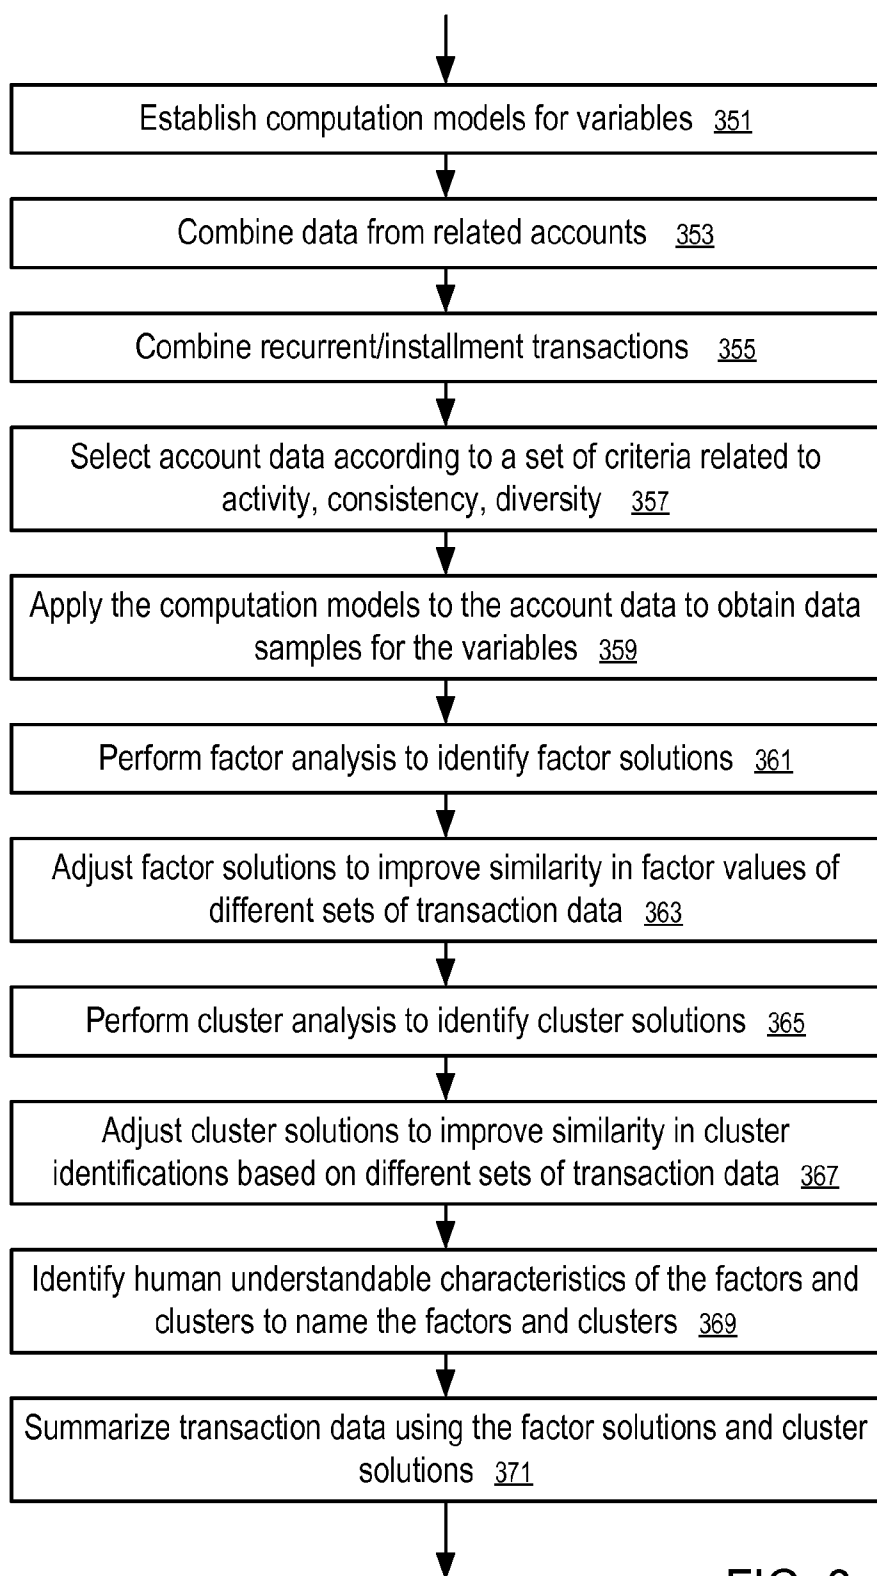 Establish computation models for variables 351
Combine data from related accounts 353
Combine recurrent/installment transactions 355
Select account data according to a set of criteria related to
activity, consistency, diversity 357
Apply the computation models to the account data to obtain data
samples for the variables 359
Perform factor analysis to identify factor solutions 361
Adjust factor solutions to improve similarity in factor values of
different sets of transaction data 363
Perform cluster analysis to identify cluster solutions 365
Adjust cluster solutions to improve similarity in cluster
identifications based on different sets of transaction data 367
Identify human understandable characteristics of the factors and
clusters to name the factors and clusters 369
Summarize transaction data using the factor solutions and cluster
solutions 371
FIG.